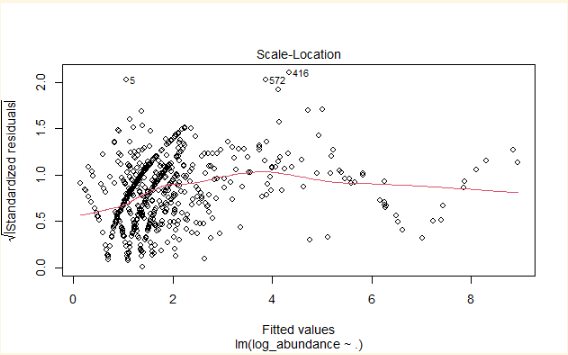 Scale-Location
√|Standardized residuals|
2.0
1.5
1.0
0.5
0.0
5
416
572
0 2 4 6 8
Fitted values
lm(log_abundance ~ .)